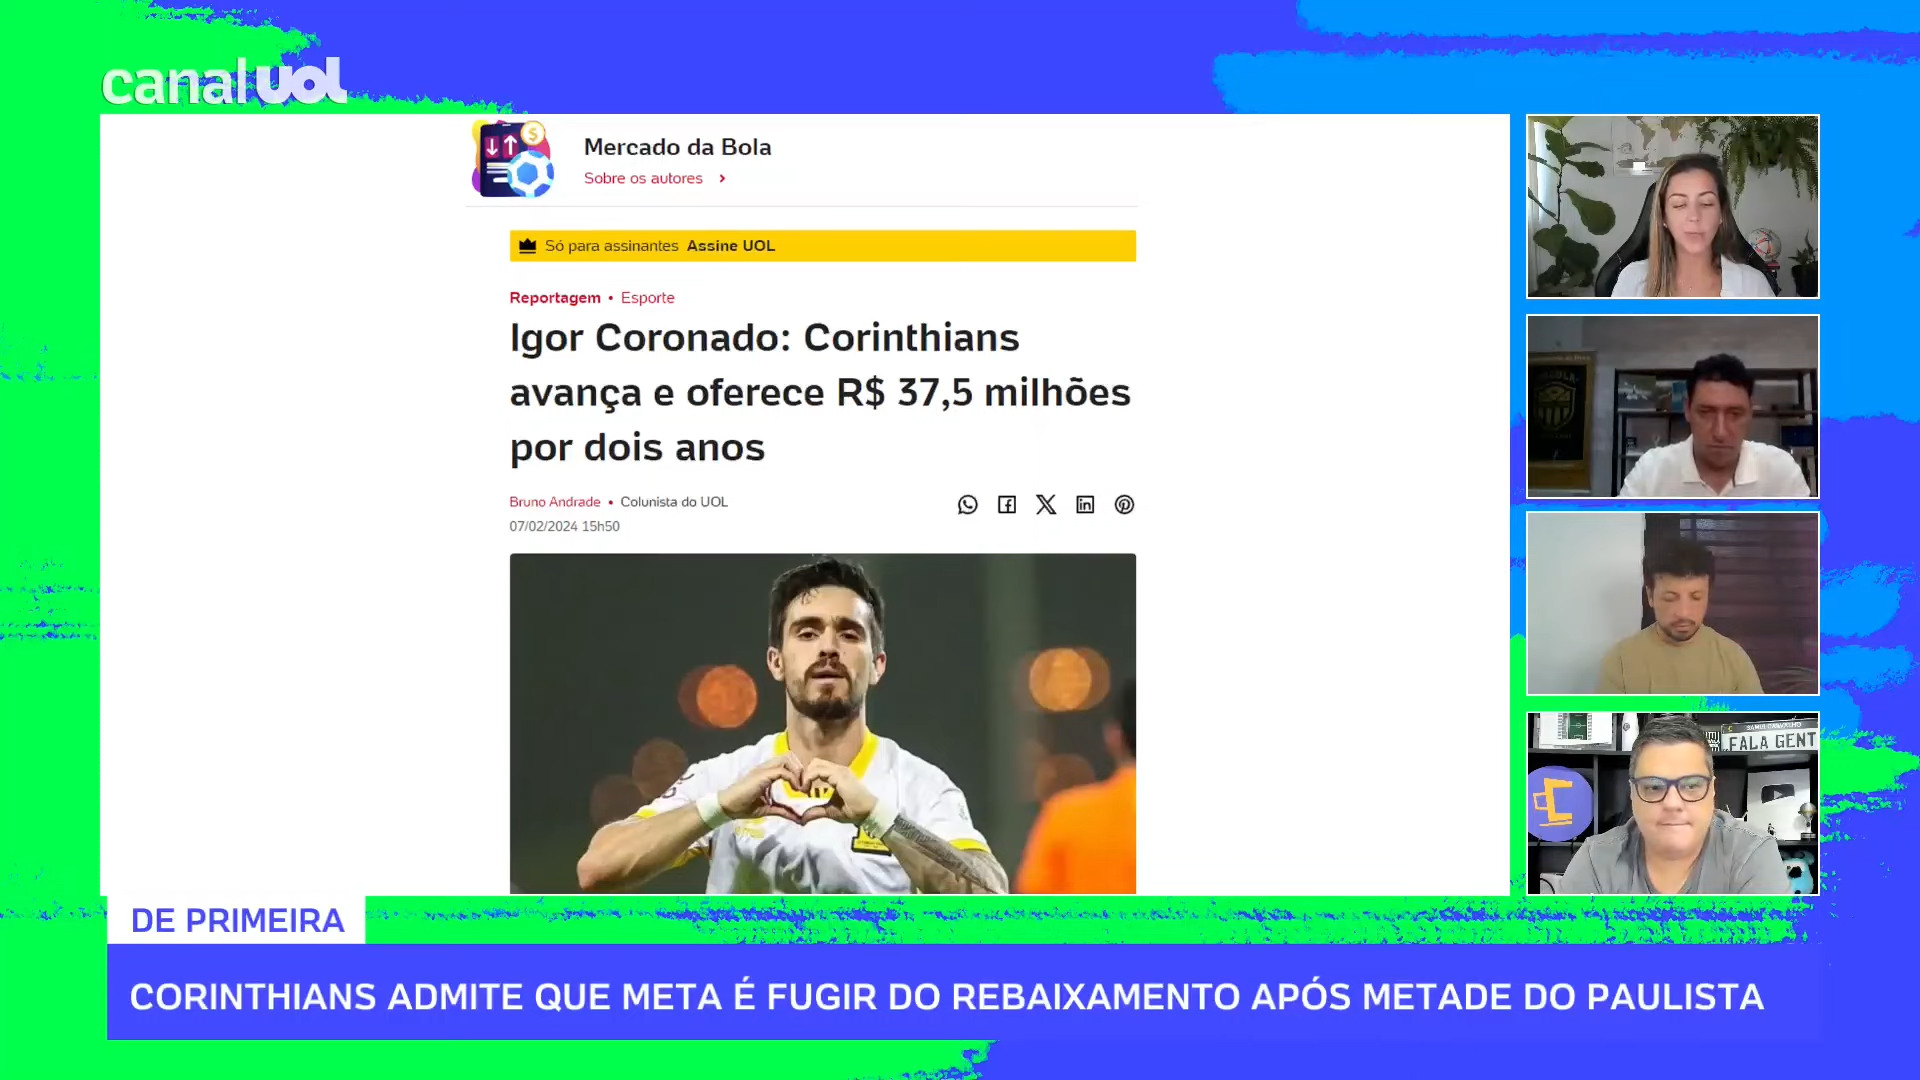 canal UOL
Mercado da Bola
Sobre os autores
Só para assinantes Assine UOL
Reportagem • Esporte
Igor Coronado: Corinthians
avança e oferece R$ 37,5 milhões
por dois anos
Bruno Andrade • Colunista do UOL
07/02/2024 15h50
FALA GENT
DE PRIMEIRA
CORINTHIANS ADMITE QUE META É FUGIR DO REBAIXAMENTO APÓS METADE DO PAULISTA